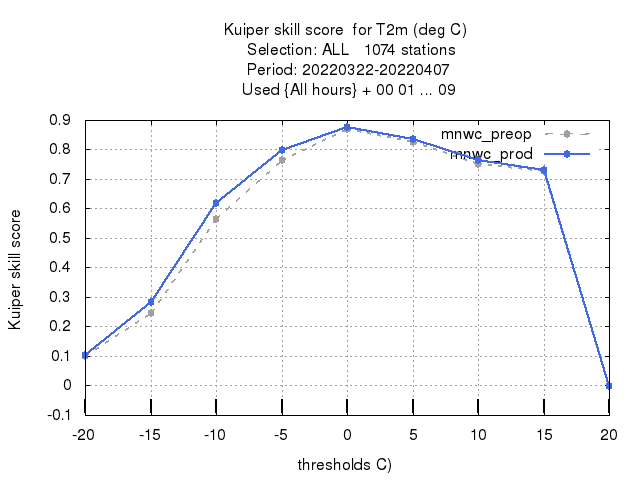 Kuiper skill score  for T2m (deg C)
Selection: ALL   1074 stations
Period: 20220322-20220407
Used {All hours} + 00 01 ... 09
mnwc_preop
mnwc_prod
Kuiper skill score
0.9
0.8
0.7
0.6
0.5
0.4
0.3
0.2
0.1
0
-0.1
-20 -15 -10 -5 0 5 10 15 20
thresholds C)